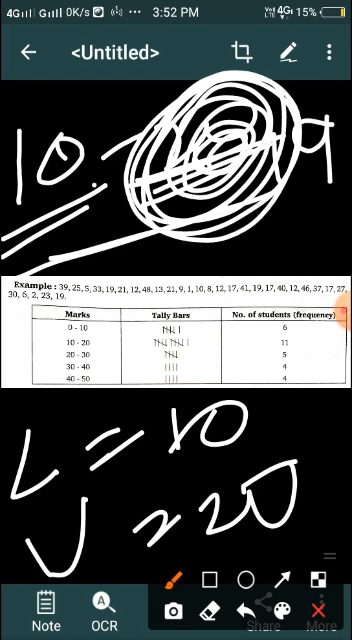 4G 0K/s 3:52 PM 4G 15%
<Untitled>
10.
Example : 39, 25, 5, 33, 19, 21, 12, 48, 13, 21, 9, 1, 10, 8, 12, 17, 41, 19, 17, 40, 12, 46, 37, 17, 27,
30, 6, 2, 23, 19.
Marks Tally Bars No. of students (frequency)
0 - 10 6
10 - 20 11
20 - 30 5
30 - 40 |||| 4
40 - 50 |||| 4
L = 10
U = 20
Note OCR Share More